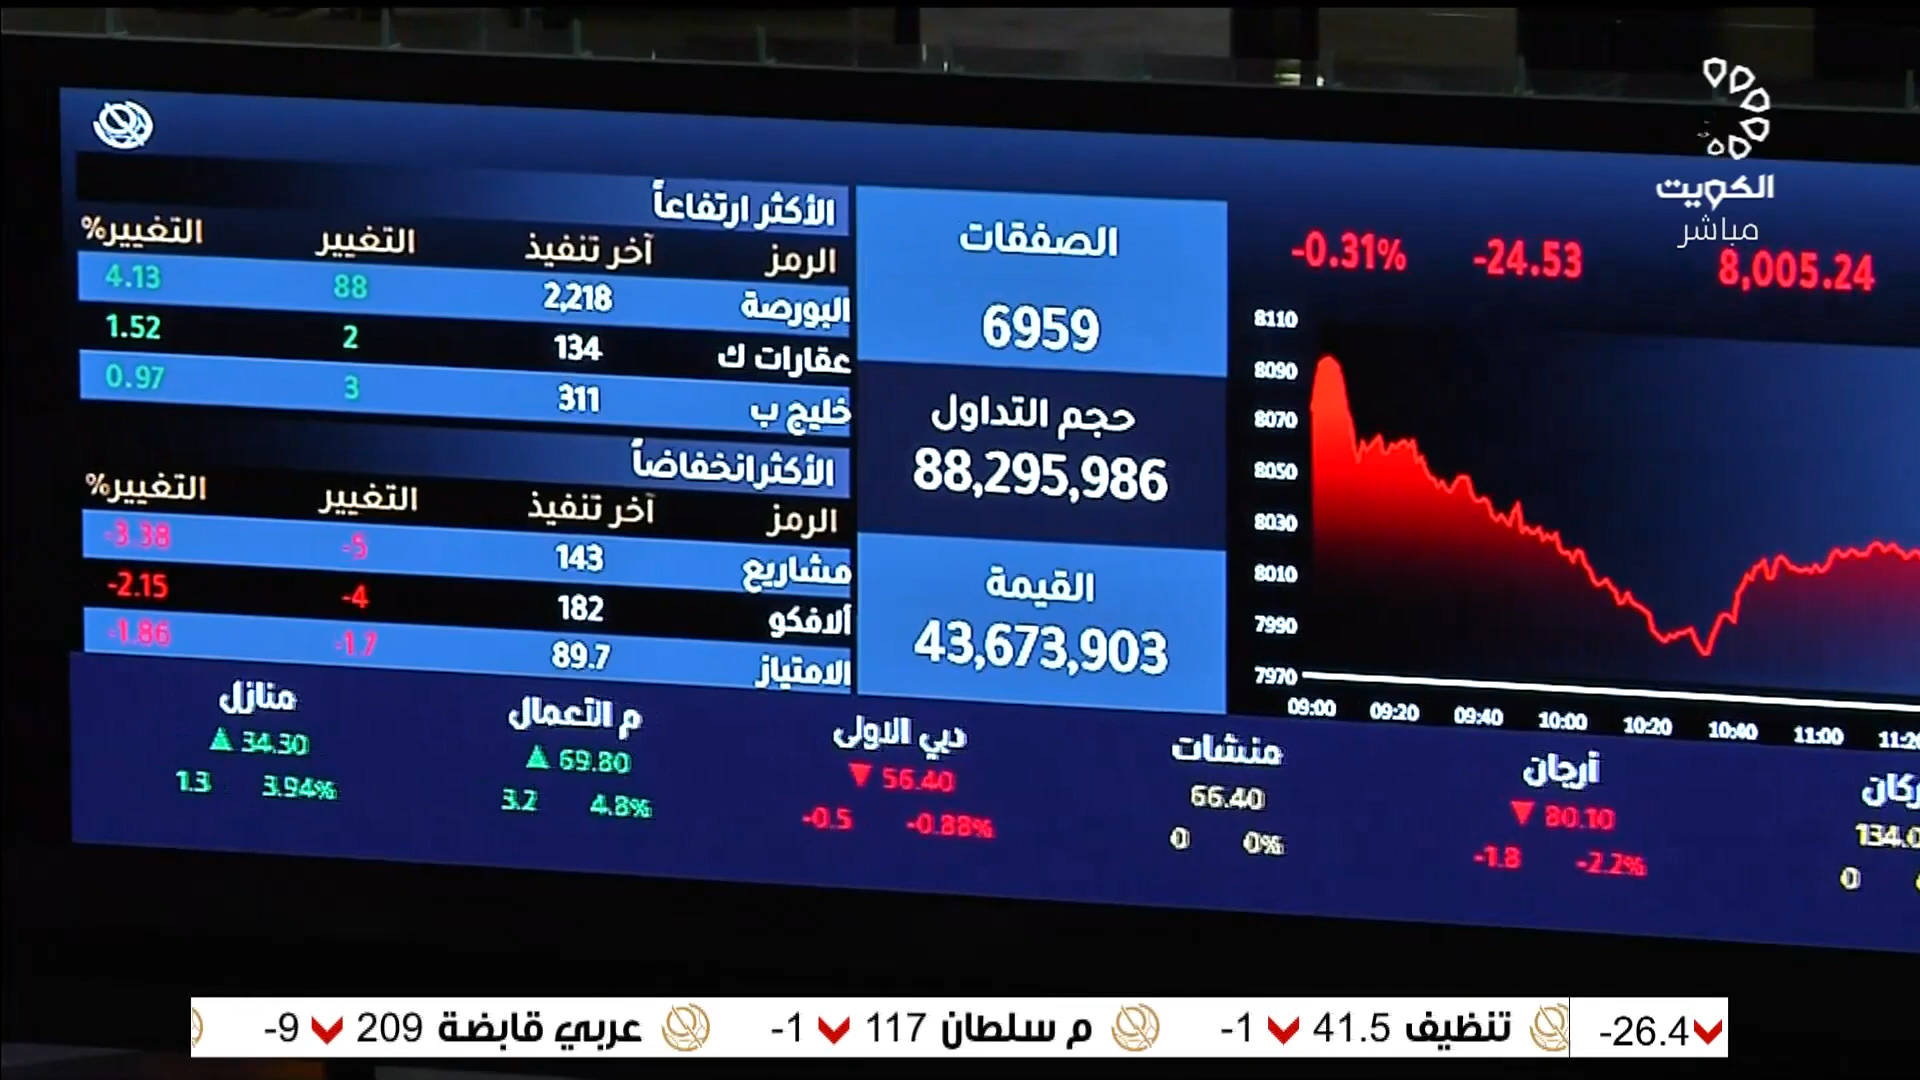 الكويت
مباشر
الأكثر ارتفاعاً
الرمز آخر تنفيذ التغيير التغيير%
البورصة 2,218 88 4.13
عقارات ك 134 2 1.52
خليج ب 311 3 0.97
الأكثرانخفاضاً
الرمز آخر تنفيذ التغيير التغيير%
مشاريع 143 -5 -3.38
ألافكو 182 -4 -2.15
الامتياز 89.7 -1.7 -1.86
الصفقات
6959
حجم التداول
88,295,986
القيمة
43,673,903
-0.31% -24.53 8,005.24
8110
8090
8070
8050
8030
8010
7990
7970
09:00 09:20 09:40 10:00 10:20 10:40 11:00 11:20
منازل
34.30
1.3 3.94%
م الأعمال
69.80
3.2 4.8%
دبي الاولى
56.40
-0.5 -0.88%
منشات
66.40
0 0%
أرجان
80.10
-1.8 -2.2%
134.0
0
-26.4
تنظيف 41.5 -1
م سلطان 117 -1
عربي قابضة 209 -9